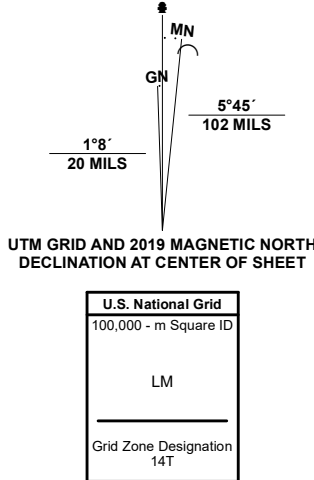 MN
GN
5°45´
102 MILS
1°8´
20 MILS
UTM GRID AND 2019 MAGNETIC NORTH
DECLINATION AT CENTER OF SHEET
U.S. National Grid
100,000 - m Square ID
LM
Grid Zone Designation
14T